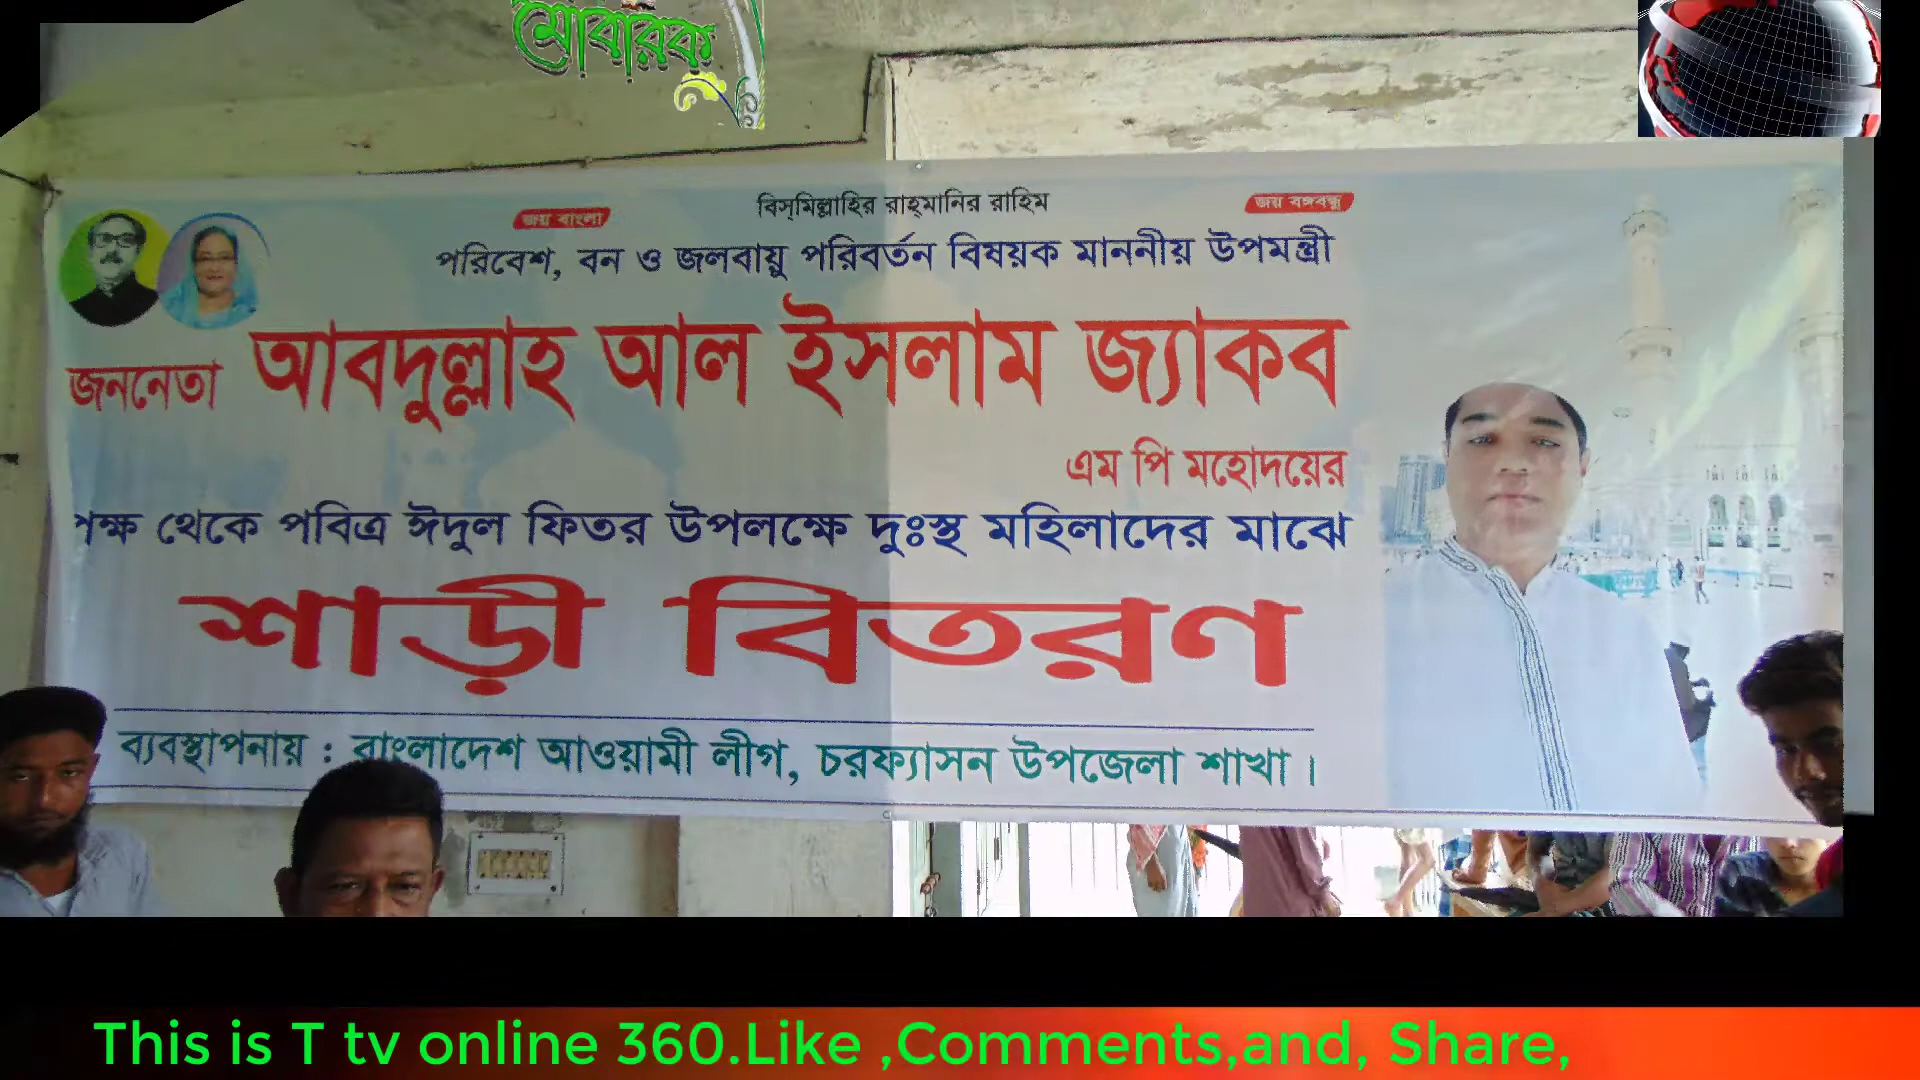 মোবারক
বিস্‌মিল্লাহির রাহ্‌মানির রাহিম
জয় বাংলা
জয় বঙ্গবন্ধু
পরিবেশ, বন ও জলবায়ু পরিবর্তন বিষয়ক মাননীয় উপমন্ত্রী
জননেতা আবদুল্লাহ আল ইসলাম জ্যাকব
এম পি মহোদয়ের
পক্ষ থেকে পবিত্র ঈদুল ফিতর উপলক্ষে দুঃস্থ মহিলাদের মাঝে
শাড়ী বিতরণ
ব্যবস্থাপনায় : বাংলাদেশ আওয়ামী লীগ, চরফ্যাসন উপজেলা শাখা।
This is T tv online 360.Like ,Comments,and, Share,